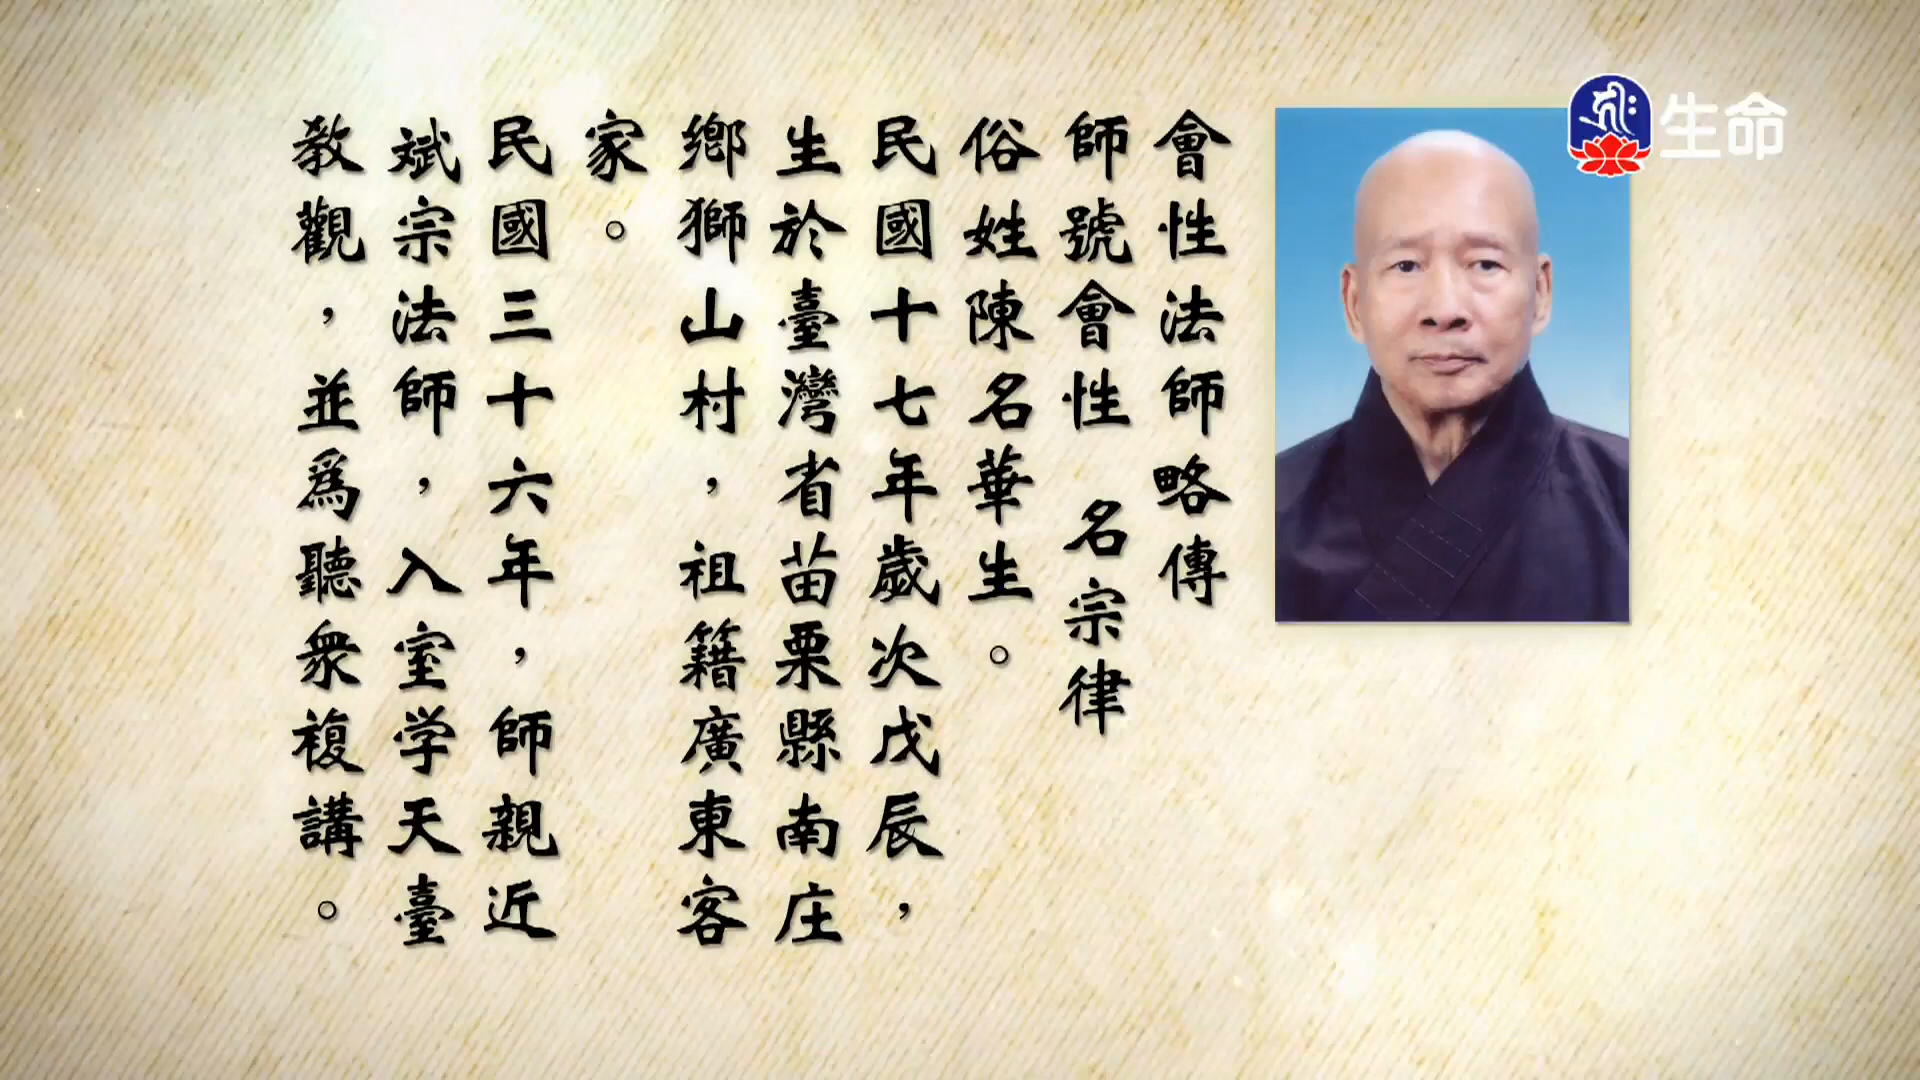 會性法師略傳
師號會性 名宗律
俗姓陳名華生。
民國十七年歲次戊辰，
生於臺灣省苗栗縣南庄
鄉獅山村，祖籍廣東客
家。
民國三十六年，師親近
斌宗法師，入室学天臺
教觀，並爲聽衆複講。
生命